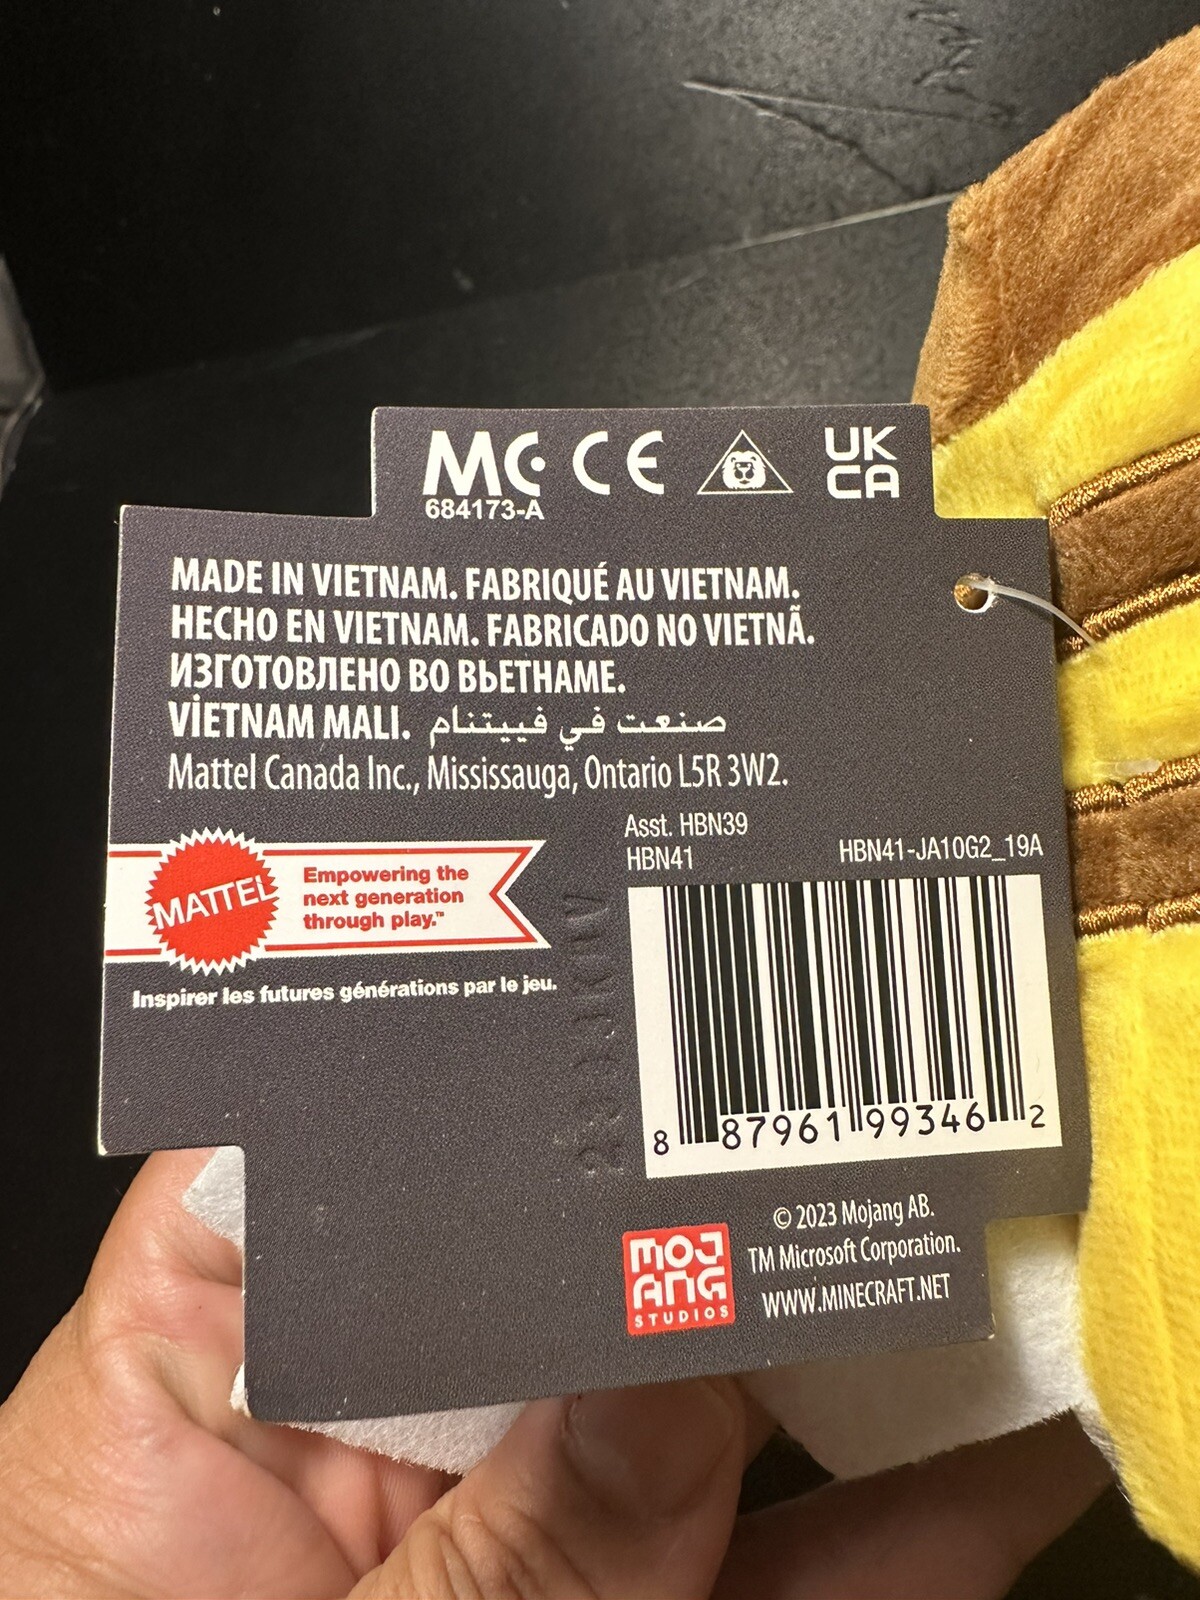 MC CE UK
CA
684173-A
MADE IN VIETNAM. FABRIQUÉ AU VIETNAM.
HECHO EN VIETNAM. FABRICADO NO VIETNÃ.
ИЗГОТОВЛЕНО ВО ВЬЕТНАМЕ.
VİETNAM MALI. صنعت في فييتنام
Mattel Canada Inc., Mississauga, Ontario L5R 3W2.
Asst. HBN39
HBN41 HBN41-JA10G2_19A
MATTEL
Empowering the
next generation
through play.™
Inspirer les futures générations par le jeu.
8 87961 99346 2
© 2023 Mojang AB.
TM Microsoft Corporation.
WWW.MINECRAFT.NET
MOJ
ANG
STUDIOS